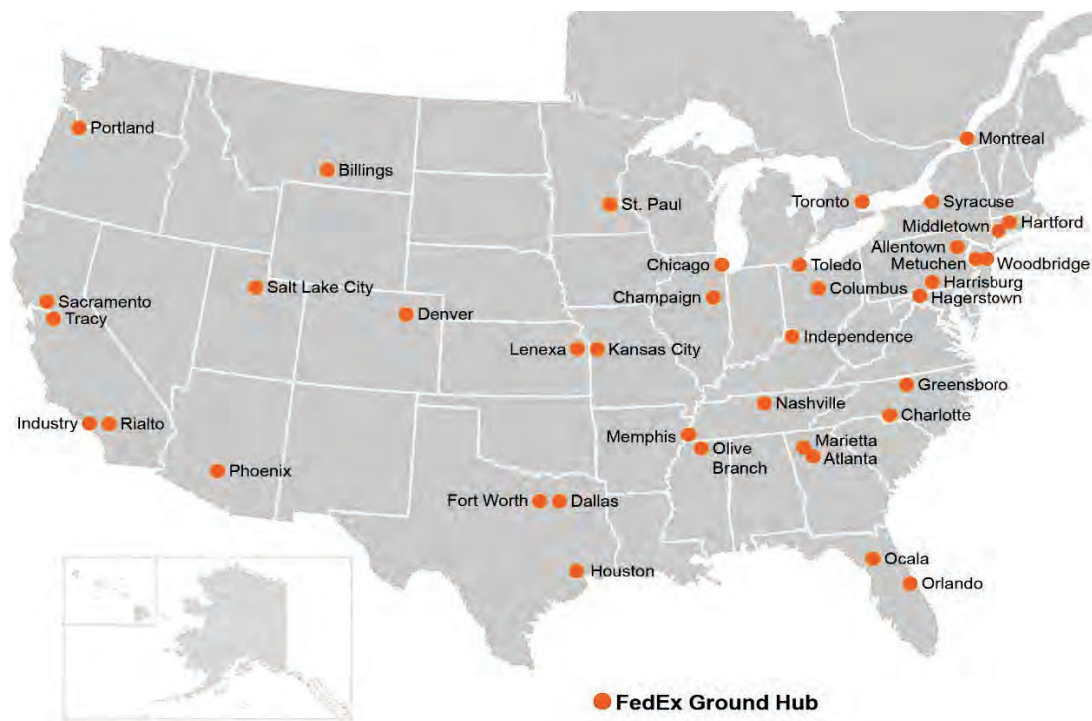 Portland
Montreal
Billings
Toronto
Syracuse
St. Paul
Hartford
Middletown
Allentown
Metuchen
Woodbridge
Chicago
Toledo
Harrisburg
Salt Lake City
Columbus
Hagerstown
Champaign
Sacramento
Denver
Tracy
Independence
Lenexa
Kansas City
Greensboro
Nashville
Charlotte
Industry
Rialto
Memphis
Marietta
Olive
Branch
Atlanta
Phoenix
Fort Worth
Dallas
Ocala
Houston
Orlando
FedEx Ground Hub